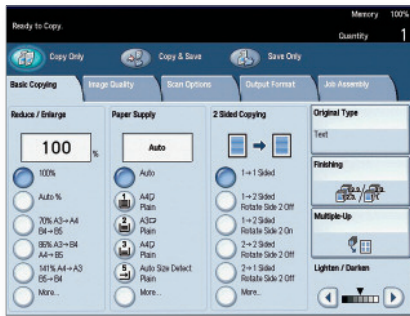 Ready to Copy.
Memory 100%
Quantity 1
Copy Only
Copy & Save
Save Only
Basic Copying
Image Quality
Scan Options
Output Format
Job Assembly
Reduce / Enlarge
100 %
100%
Auto %
70% A3→A4
B4→B5
86% A3→B4
A4→B5
141% A4→A3
B5→B4
More...
Paper Supply
Auto
Auto
1
A4
Plain
2
A3
Plain
3
A4
Plain
5
Auto Size Detect
Plain
More...
2 Sided Copying
1→1 Sided
1→2 Sided
Rotate Side 2 Off
1→2 Sided
Rotate Side 2 On
2→2 Sided
Rotate Side 2 Off
2→1 Sided
Rotate Side 2 Off
More...
Original Type
Text
Finishing
Multiple-Up
Lighten / Darken